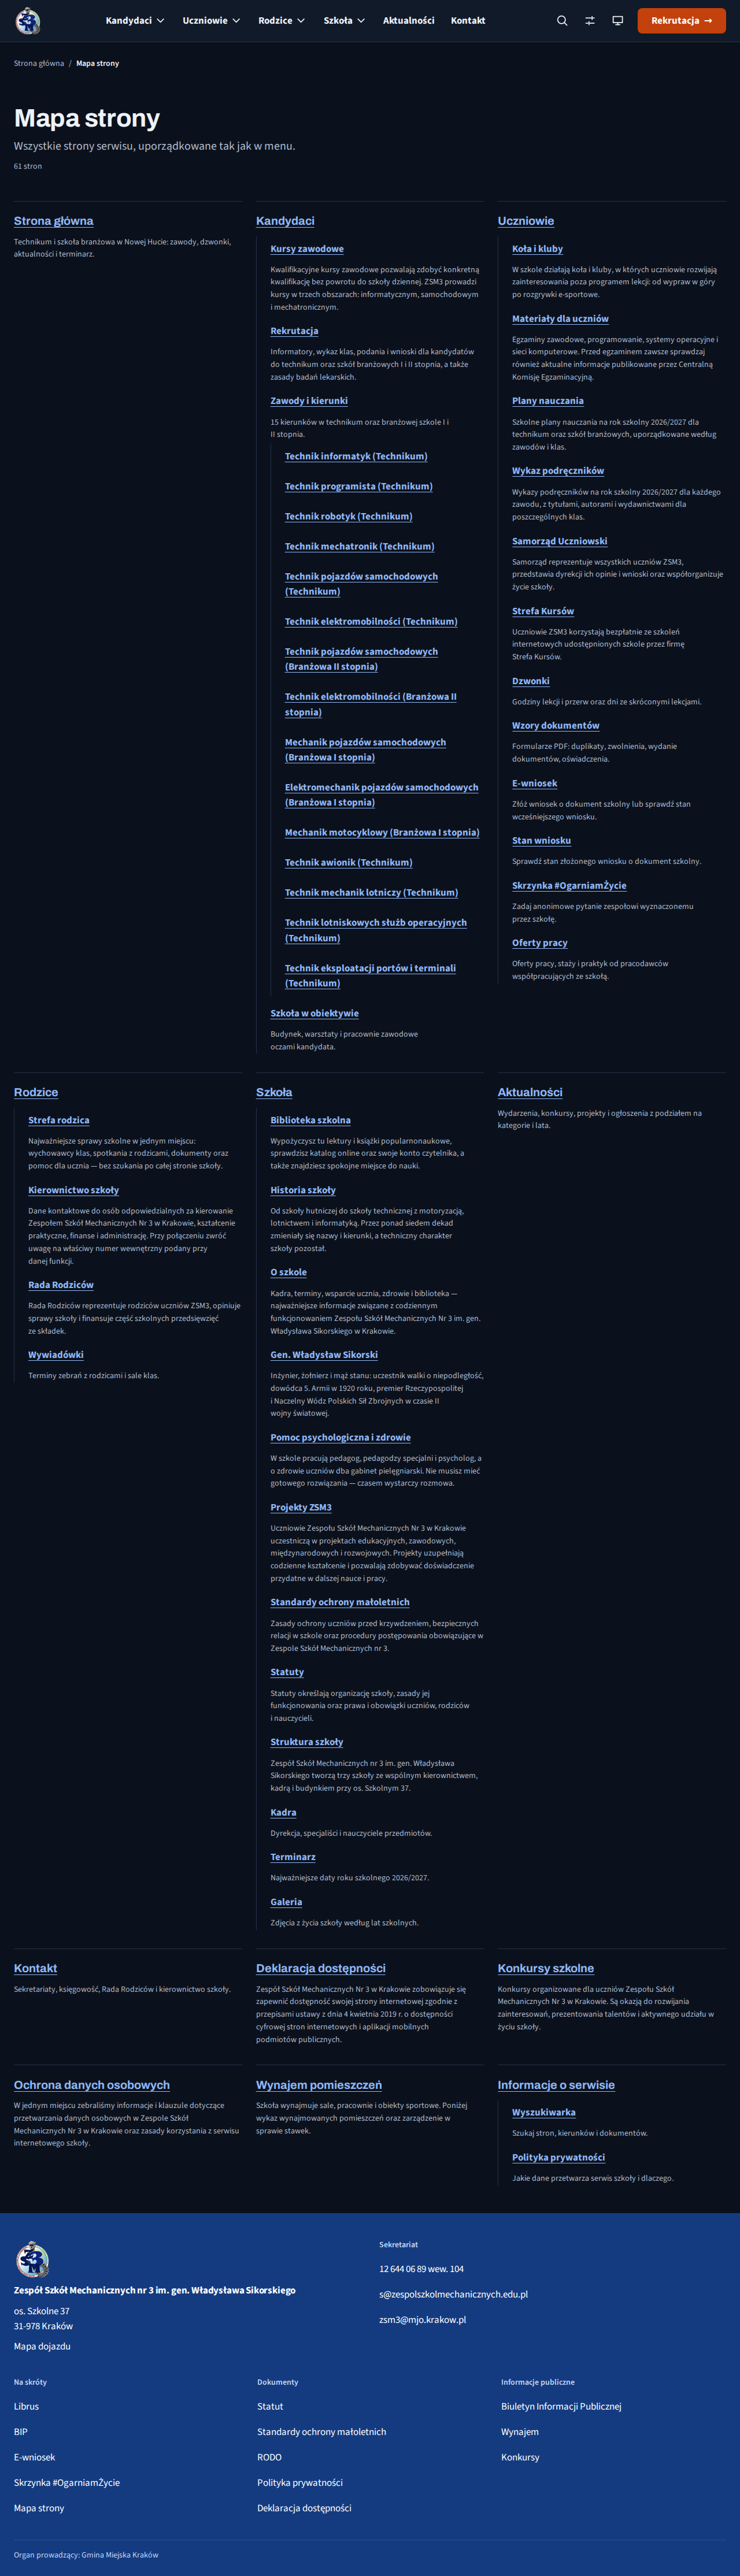 Kandydaci
Uczniowie
Rodzice
Szkoła
Aktualności
Kontakt
Rekrutacja →
Strona główna / Mapa strony
Mapa strony
Wszystkie strony serwisu, uporządkowane tak jak w menu.
61 stron
Strona główna
Technikum i szkoła branżowa w Nowej Hucie: zawody, dzwonki,
aktualności i terminarz.
Kandydaci
Kursy zawodowe
Kwalifikacyjne kursy zawodowe pozwalają zdobyć konkretną
kwalifikację bez powrotu do szkoły dziennej. ZSM3 prowadzi
kursy w trzech obszarach: informatycznym, samochodowym
i mechatronicznym.
Rekrutacja
Informatory, wykaz klas, podania i wnioski dla kandydatów
do technikum oraz szkół branżowych I i II stopnia, a także
zasady badań lekarskich.
Zawody i kierunki
15 kierunków w technikum oraz branżowej szkole I i
II stopnia.
Technik informatyk (Technikum)
Technik programista (Technikum)
Technik robotyk (Technikum)
Technik mechatronik (Technikum)
Technik pojazdów samochodowych
(Technikum)
Technik elektromobilności (Technikum)
Technik pojazdów samochodowych
(Branżowa II stopnia)
Technik elektromobilności (Branżowa II
stopnia)
Mechanik pojazdów samochodowych
(Branżowa I stopnia)
Elektromechanik pojazdów samochodowych
(Branżowa I stopnia)
Mechanik motocyklowy (Branżowa I stopnia)
Technik awionik (Technikum)
Technik mechanik lotniczy (Technikum)
Technik lotniskowych służb operacyjnych
(Technikum)
Technik eksploatacji portów i terminali
(Technikum)
Szkoła w obiektywie
Budynek, warsztaty i pracownie zawodowe
oczami kandydata.
Uczniowie
Koła i kluby
W szkole działają koła i kluby, w których uczniowie rozwijają
zainteresowania poza programem lekcji: od wypraw w góry
po rozgrywki e-sportowe.
Materiały dla uczniów
Egzaminy zawodowe, programowanie, systemy operacyjne i
sieci komputerowe. Przed egzaminem zawsze sprawdzaj
również aktualne informacje publikowane przez Centralną
Komisję Egzaminacyjną.
Plany nauczania
Szkolne plany nauczania na rok szkolny 2026/2027 dla
technikum oraz szkół branżowych, uporządkowane według
zawodów i klas.
Wykaz podręczników
Wykazy podręczników na rok szkolny 2026/2027 dla każdego
zawodu, z tytułami, autorami i wydawnictwami dla
poszczególnych klas.
Samorząd Uczniowski
Samorząd reprezentuje wszystkich uczniów ZSM3,
przedstawia dyrekcji ich opinie i wnioski oraz współorganizuje
życie szkoły.
Strefa Kursów
Uczniowie ZSM3 korzystają bezpłatnie ze szkoleń
internetowych udostępnionych szkole przez firmę
Strefa Kursów.
Dzwonki
Godziny lekcji i przerw oraz dni ze skróconymi lekcjami.
Wzory dokumentów
Formularze PDF: duplikaty, zwolnienia, wydanie
dokumentów, oświadczenia.
E-wniosek
Złóż wniosek o dokument szkolny lub sprawdź stan
wcześniejszego wniosku.
Stan wniosku
Sprawdź stan złożonego wniosku o dokument szkolny.
Skrzynka #OgarniamŻycie
Zadaj anonimowe pytanie zespołowi wyznaczonemu
przez szkołę.
Oferty pracy
Oferty pracy, staży i praktyk od pracodawców
współpracujących ze szkołą.
Rodzice
Strefa rodzica
Najważniejsze sprawy szkolne w jednym miejscu:
wychowawcy klas, spotkania z rodzicami, dokumenty oraz
pomoc dla ucznia — bez szukania po całej stronie szkoły.
Kierownictwo szkoły
Dane kontaktowe do osób odpowiedzialnych za kierowanie
Zespołem Szkół Mechanicznych Nr 3 w Krakowie, kształcenie
praktyczne, finanse i administrację. Przy połączeniu zwróć
uwagę na właściwy numer wewnętrzny podany przy
danej funkcji.
Rada Rodziców
Rada Rodziców reprezentuje rodziców uczniów ZSM3, opiniuje
sprawy szkoły i finansuje część szkolnych przedsięwzięć
ze składek.
Wywiadówki
Terminy zebrań z rodzicami i sale klas.
Szkoła
Biblioteka szkolna
Wypożyczysz tu lektury i książki popularnonaukowe,
sprawdzisz katalog online oraz swoje konto czytelnika, a
także znajdziesz spokojne miejsce do nauki.
Historia szkoły
Od szkoły hutniczej do szkoły technicznej z motoryzacją,
lotnictwem i informatyką. Przez ponad siedem dekad
zmieniały się nazwy i kierunki, a techniczny charakter
szkoły pozostał.
O szkole
Kadra, terminy, wsparcie ucznia, zdrowie i biblioteka —
najważniejsze informacje związane z codziennym
funkcjonowaniem Zespołu Szkół Mechanicznych Nr 3 im. gen.
Władysława Sikorskiego w Krakowie.
Gen. Władysław Sikorski
Inżynier, żołnierz i mąż stanu: uczestnik walki o niepodległość,
dowódca 5. Armii w 1920 roku, premier Rzeczypospolitej
i Naczelny Wódz Polskich Sił Zbrojnych w czasie II
wojny światowej.
Pomoc psychologiczna i zdrowie
W szkole pracują pedagog, pedagodzy specjalni i psycholog, a
o zdrowie uczniów dba gabinet pielęgniarski. Nie musisz mieć
gotowego rozwiązania — czasem wystarczy rozmowa.
Projekty ZSM3
Uczniowie Zespołu Szkół Mechanicznych Nr 3 w Krakowie
uczestniczą w projektach edukacyjnych, zawodowych,
międzynarodowych i rozwojowych. Projekty uzupełniają
codzienne kształcenie i pozwalają zdobywać doświadczenie
przydatne w dalszej nauce i pracy.
Standardy ochrony małoletnich
Zasady ochrony uczniów przed krzywdzeniem, bezpiecznych
relacji w szkole oraz procedury postępowania obowiązujące w
Zespole Szkół Mechanicznych nr 3.
Statuty
Statuty określają organizację szkoły, zasady jej
funkcjonowania oraz prawa i obowiązki uczniów, rodziców
i nauczycieli.
Struktura szkoły
Zespół Szkół Mechanicznych nr 3 im. gen. Władysława
Sikorskiego tworzą trzy szkoły ze wspólnym kierownictwem,
kadrą i budynkiem przy os. Szkolnym 37.
Kadra
Dyrekcja, specjaliści i nauczyciele przedmiotów.
Terminarz
Najważniejsze daty roku szkolnego 2026/2027.
Galeria
Zdjęcia z życia szkoły według lat szkolnych.
Aktualności
Wydarzenia, konkursy, projekty i ogłoszenia z podziałem na
kategorie i lata.
Kontakt
Sekretariaty, księgowość, Rada Rodziców i kierownictwo szkoły.
Deklaracja dostępności
Zespół Szkół Mechanicznych Nr 3 w Krakowie zobowiązuje się
zapewnić dostępność swojej strony internetowej zgodnie z
przepisami ustawy z dnia 4 kwietnia 2019 r. o dostępności
cyfrowej stron internetowych i aplikacji mobilnych
podmiotów publicznych.
Konkursy szkolne
Konkursy organizowane dla uczniów Zespołu Szkół
Mechanicznych Nr 3 w Krakowie. Są okazją do rozwijania
zainteresowań, prezentowania talentów i aktywnego udziału w
życiu szkoły.
Ochrona danych osobowych
W jednym miejscu zebraliśmy informacje i klauzule dotyczące
przetwarzania danych osobowych w Zespole Szkół
Mechanicznych Nr 3 w Krakowie oraz zasady korzystania z serwisu
internetowego szkoły.
Wynajem pomieszczeń
Szkoła wynajmuje sale, pracownie i obiekty sportowe. Poniżej
wykaz wynajmowanych pomieszczeń oraz zarządzenie w
sprawie stawek.
Informacje o serwisie
Wyszukiwarka
Szukaj stron, kierunków i dokumentów.
Polityka prywatności
Jakie dane przetwarza serwis szkoły i dlaczego.
Zespół Szkół Mechanicznych nr 3 im. gen. Władysława Sikorskiego
os. Szkolne 37
31-978 Kraków
Mapa dojazdu
Sekretariat
12 644 06 89 wew. 104
s@zespolszkolmechanicznych.edu.pl
zsm3@mjo.krakow.pl
Na skróty
Librus
BIP
E-wniosek
Skrzynka #OgarniamŻycie
Mapa strony
Dokumenty
Statut
Standardy ochrony małoletnich
RODO
Polityka prywatności
Deklaracja dostępności
Informacje publiczne
Biuletyn Informacji Publicznej
Wynajem
Konkursy
Organ prowadzący: Gmina Miejska Kraków